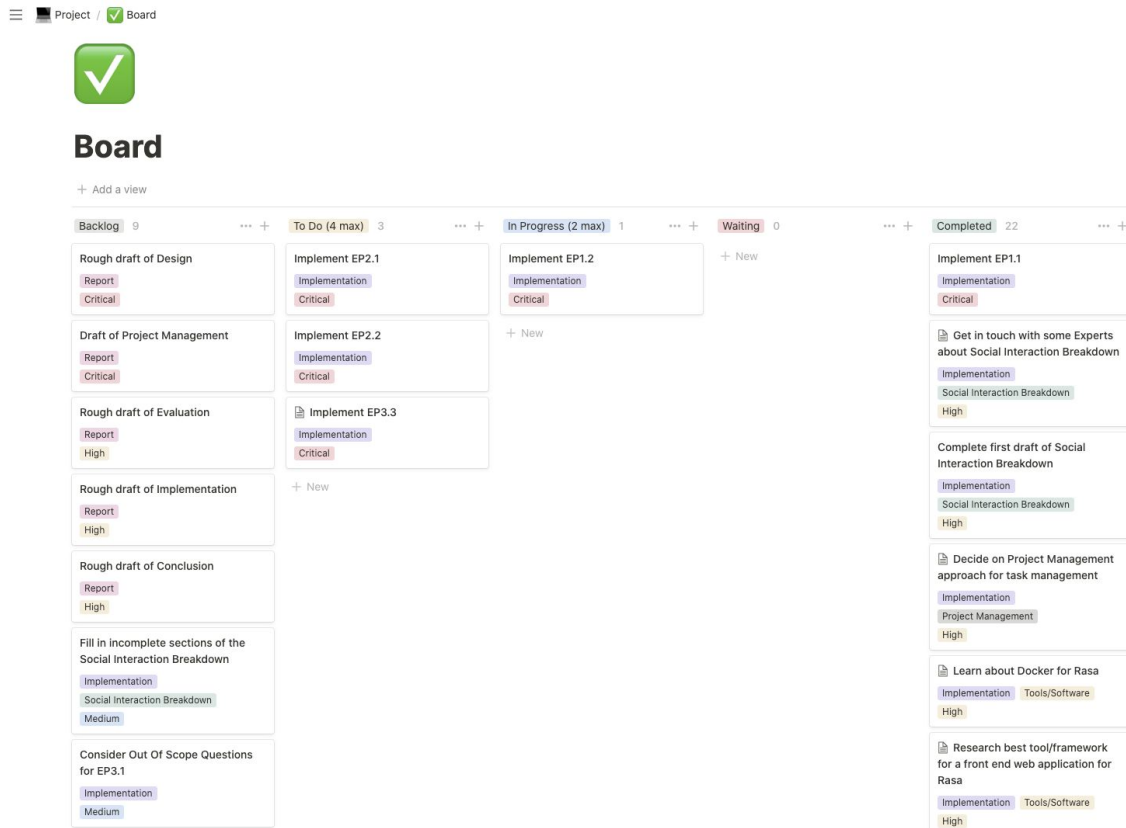 Project / Board
Board
+ Add a view
Backlog 9
Rough draft of Design
Report
Critical
Draft of Project Management
Report
Critical
Rough draft of Evaluation
Report
High
Rough draft of Implementation
Report
High
Rough draft of Conclusion
Report
High
Fill in incomplete sections of the
Social Interaction Breakdown
Implementation
Social Interaction Breakdown
Medium
Consider Out Of Scope Questions
for EP3.1
Implementation
Medium
To Do (4 max) 3
Implement EP2.1
Implementation
Critical
Implement EP2.2
Implementation
Critical
Implement EP3.3
Implementation
Critical
+ New
In Progress (2 max) 1
Implement EP1.2
Implementation
Critical
+ New
Waiting 0
+ New
Completed 22
Implement EP1.1
Implementation
Critical
Get in touch with some Experts
about Social Interaction Breakdown
Implementation
Social Interaction Breakdown
High
Complete first draft of Social
Interaction Breakdown
Implementation
Social Interaction Breakdown
High
Decide on Project Management
approach for task management
Implementation
Project Management
High
Learn about Docker for Rasa
Implementation Tools/Software
High
Research best tool/framework
for a front end web application for
Rasa
Implementation Tools/Software
High